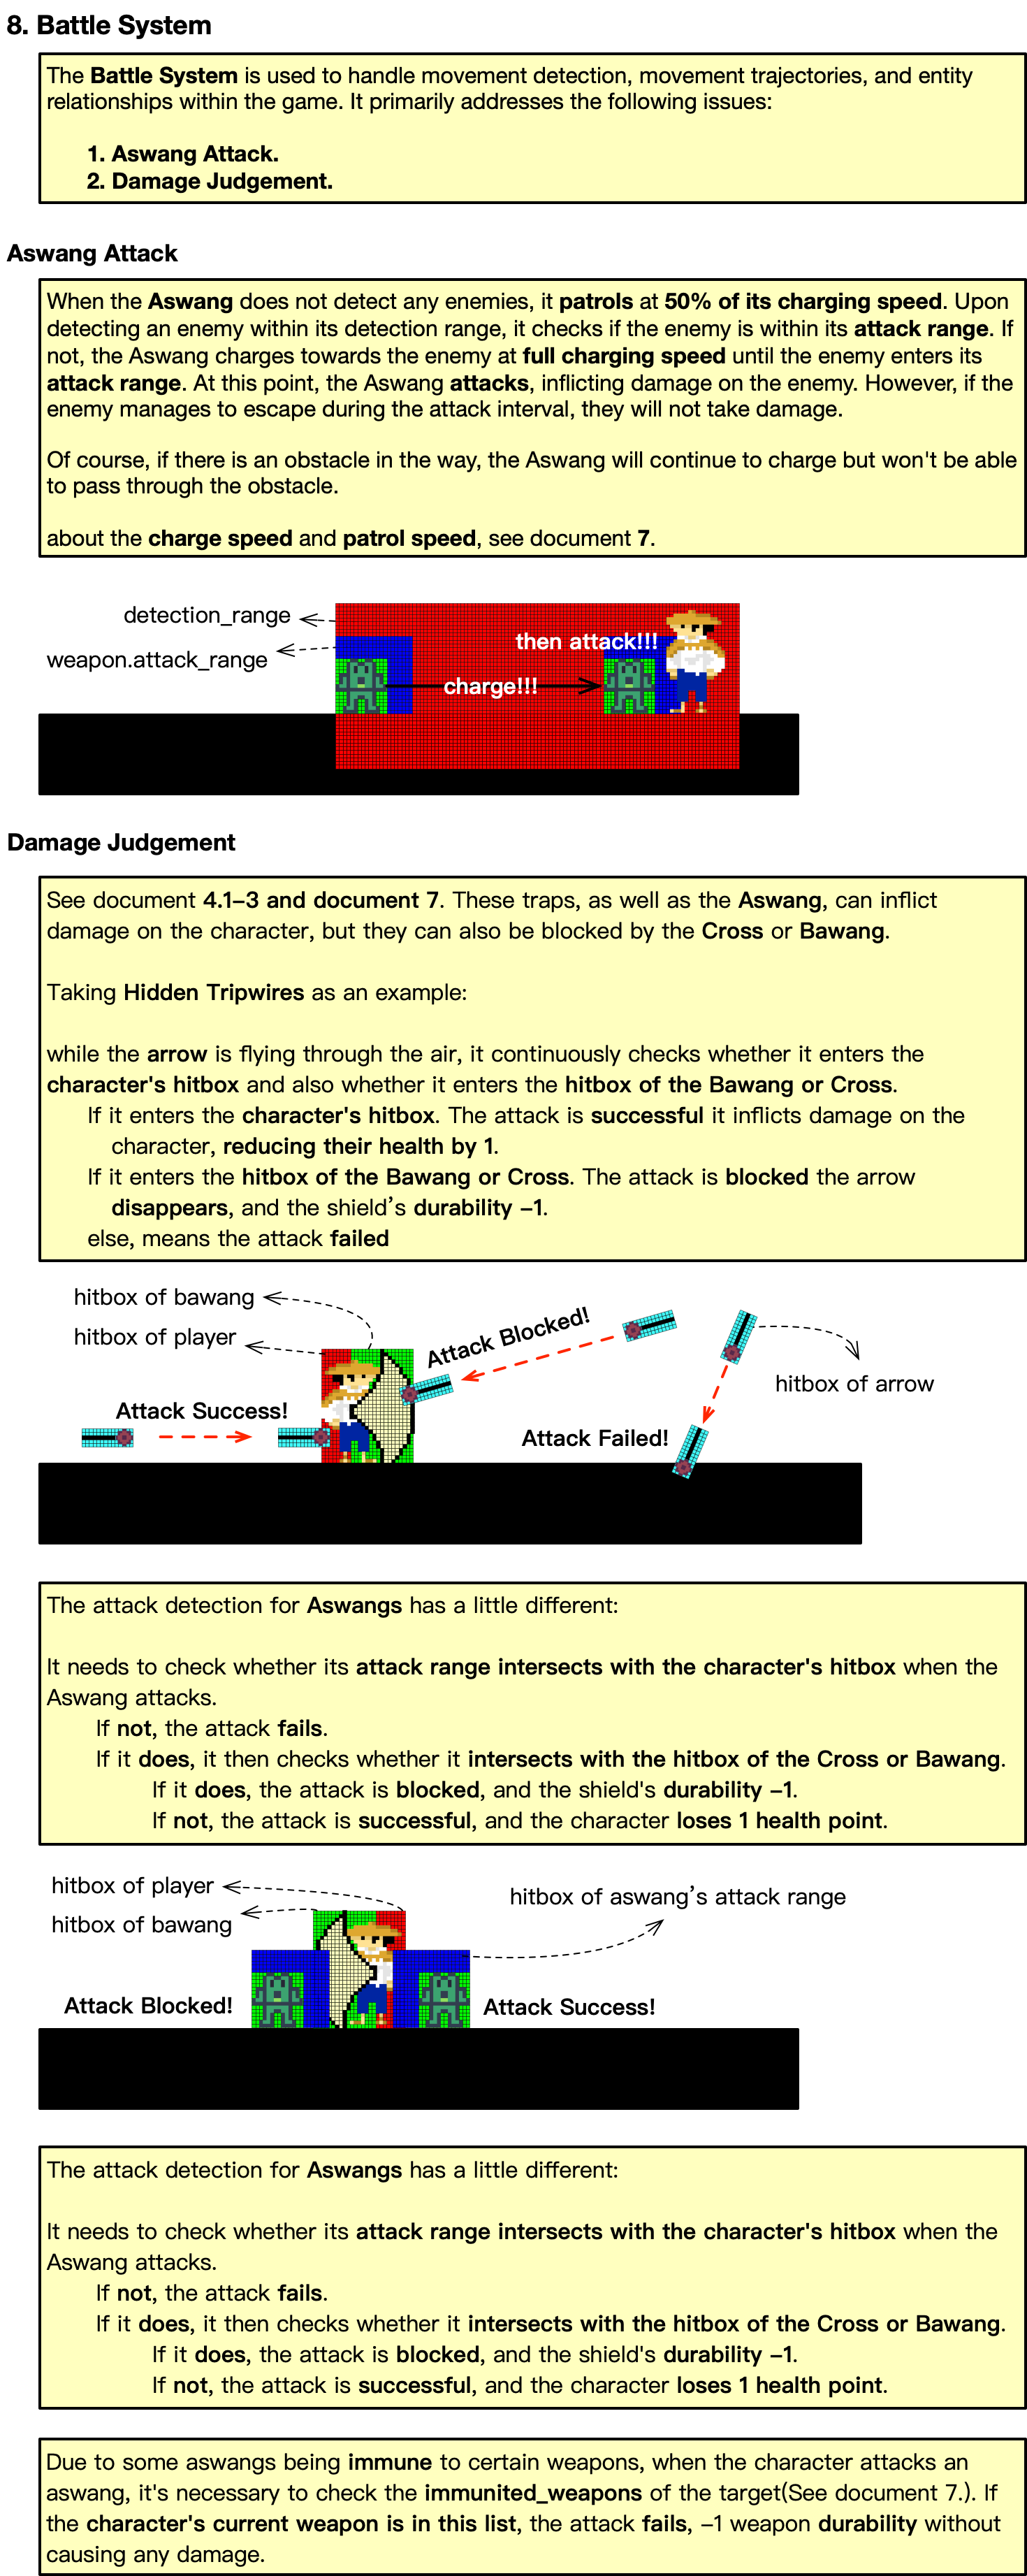 8. Battle System
The Battle System is used to handle movement detection, movement trajectories, and entity
relationships within the game. It primarily addresses the following issues:
1. Aswang Attack.
2. Damage Judgement.
Aswang Attack
When the Aswang does not detect any enemies, it patrols at 50% of its charging speed. Upon
detecting an enemy within its detection range, it checks if the enemy is within its attack range. If
not, the Aswang charges towards the enemy at full charging speed until the enemy enters its
attack range. At this point, the Aswang attacks, inflicting damage on the enemy. However, if the
enemy manages to escape during the attack interval, they will not take damage.
Of course, if there is an obstacle in the way, the Aswang will continue to charge but won't be able
to pass through the obstacle.
about the charge speed and patrol speed, see document 7.
detection_range
then attack!!!
weapon.attack_range
charge!!!
Damage Judgement
See document 4.1–3 and document 7. These traps, as well as the Aswang, can inflict
damage on the character, but they can also be blocked by the Cross or Bawang.
Taking Hidden Tripwires as an example:
while the arrow is flying through the air, it continuously checks whether it enters the
character's hitbox and also whether it enters the hitbox of the Bawang or Cross.
If it enters the character's hitbox. The attack is successful it inflicts damage on the
character, reducing their health by 1.
If it enters the hitbox of the Bawang or Cross. The attack is blocked the arrow
disappears, and the shield’s durability –1.
else, means the attack failed
hitbox of bawang
hitbox of player
Attack Blocked!
hitbox of arrow
Attack Success!
Attack Failed!
The attack detection for Aswangs has a little different:
It needs to check whether its attack range intersects with the character's hitbox when the
Aswang attacks.
If not, the attack fails.
If it does, it then checks whether it intersects with the hitbox of the Cross or Bawang.
If it does, the attack is blocked, and the shield's durability –1.
If not, the attack is successful, and the character loses 1 health point.
hitbox of player
hitbox of aswang’s attack range
hitbox of bawang
Attack Blocked!
Attack Success!
The attack detection for Aswangs has a little different:
It needs to check whether its attack range intersects with the character's hitbox when the
Aswang attacks.
If not, the attack fails.
If it does, it then checks whether it intersects with the hitbox of the Cross or Bawang.
If it does, the attack is blocked, and the shield's durability –1.
If not, the attack is successful, and the character loses 1 health point.
Due to some aswangs being immune to certain weapons, when the character attacks an
aswang, it's necessary to check the immunited_weapons of the target(See document 7.). If
the character's current weapon is in this list, the attack fails, –1 weapon durability without
causing any damage.